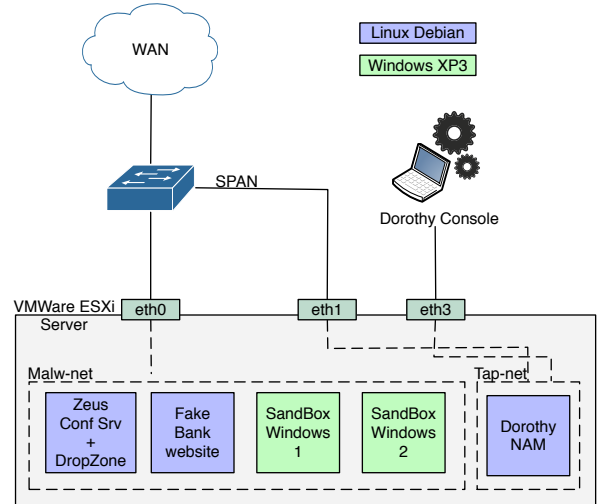 WAN
Linux Debian
Windows XP3
SPAN
Dorothy Console
VMWare ESXi
Server
eth0
eth1
eth3
Malw-net
Tap-net
Zeus
Conf Srv
+
DropZone
Fake
Bank
website
SandBox
Windows
1
SandBox
Windows
2
Dorothy
NAM